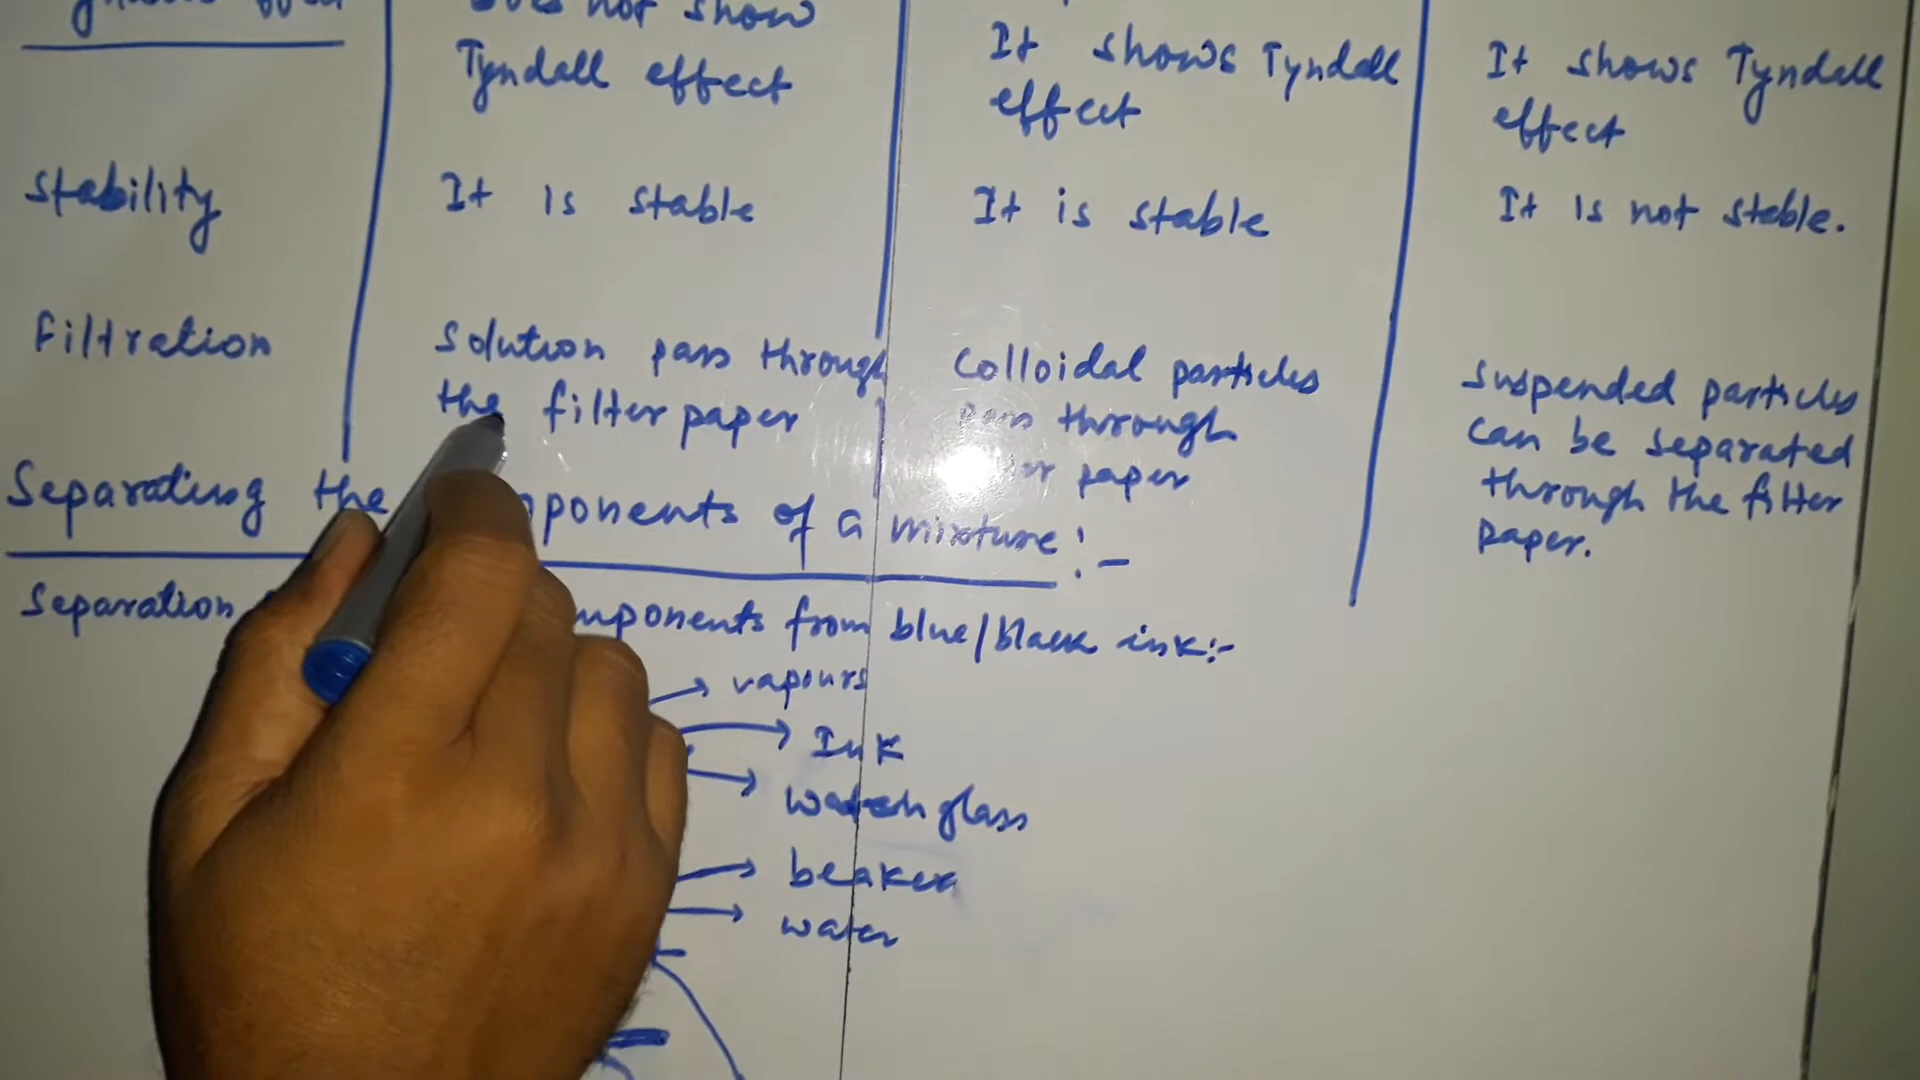 Does not show
Tyndall effect
It shows Tyndall
effect
It shows Tyndall
effect
Stability
It is stable
It is stable
It is not stable.
Filtration
Solution pass through
the filter paper
Colloidal particles
pass through
paper
Suspended particles
can be separated
through the filter
paper.
Separating the
of a mixture:-
Separation
from blue/black ink:-
vapours
Ink
watch glass
beaker
water